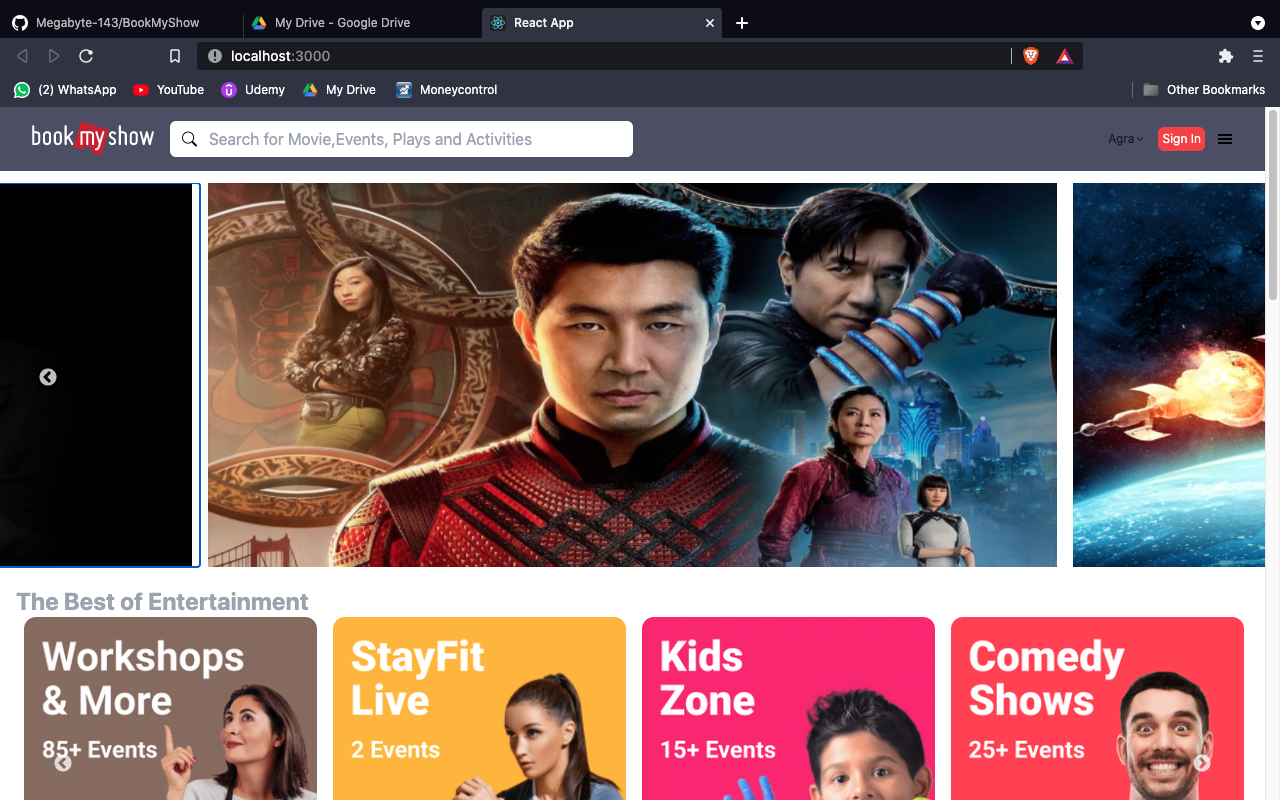 Megabyte-143/BookMyShow
My Drive - Google Drive
React App
localhost:3000
(2) WhatsApp
YouTube
Udemy
My Drive
Moneycontrol
Other Bookmarks
book my show
Search for Movie,Events, Plays and Activities
Agra
Sign In
The Best of Entertainment
Workshops
& More
85+ Events
StayFit
Live
2 Events
Kids
Zone
15+ Events
Comedy
Shows
25+ Events